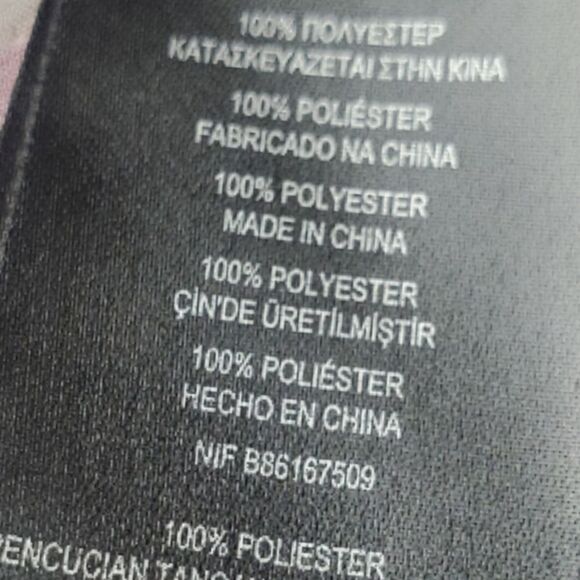 100% ΠΟΛΥΕΣΤΕΡ
ΚΑΤΑΣΚΕΥΑΖΕΤΑΙ ΣΤΗΝ ΚΙΝΑ
100% POLIÉSTER
FABRICADO NA CHINA
100% POLYESTER
MADE IN CHINA
100% POLYESTER
ÇİN'DE ÜRETİLMİŞTİR
100% POLIÉSTER
HECHO EN CHINA
NIF B86167509
100% POLIESTER